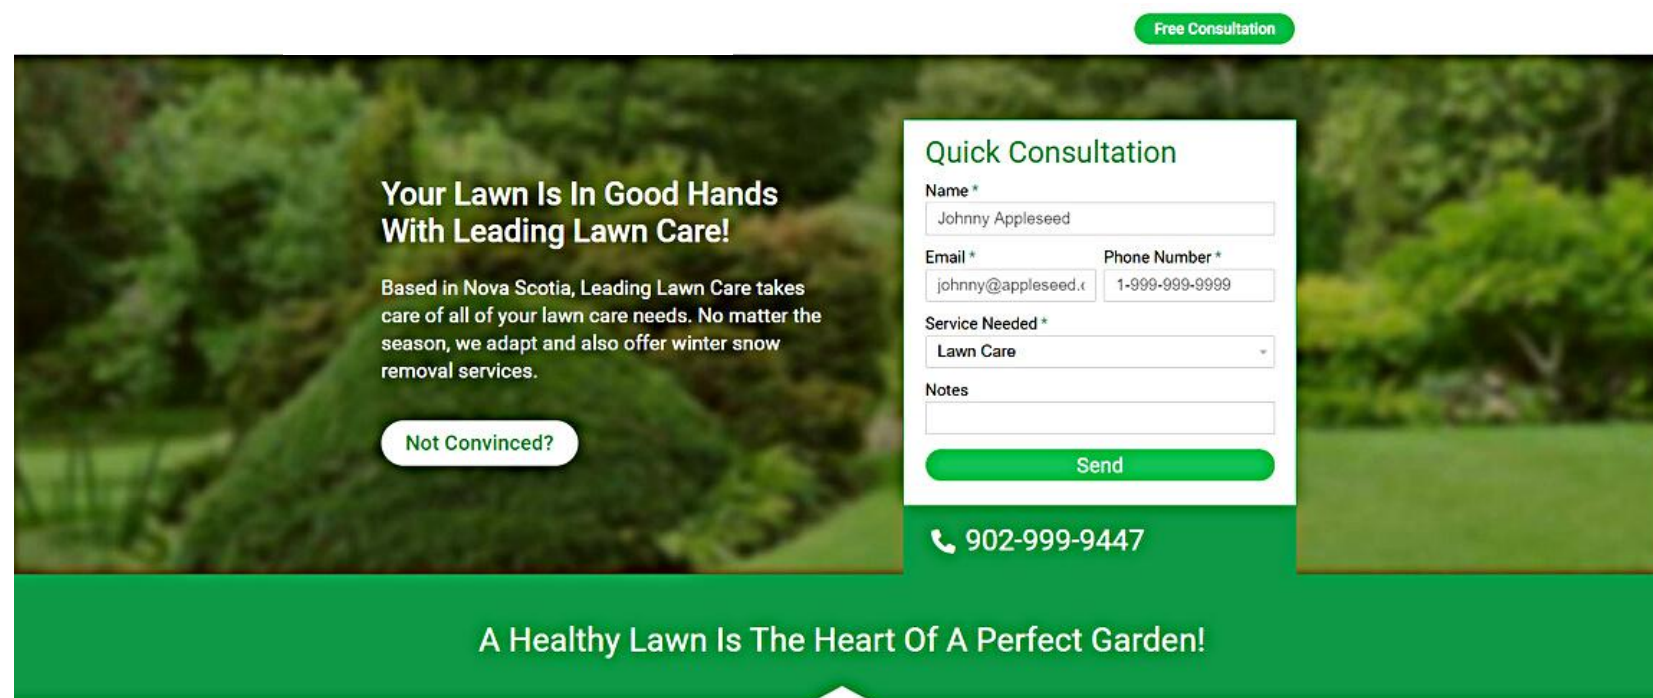 Free Consultation
Your Lawn Is In Good Hands
With Leading Lawn Care!
Based in Nova Scotia, Leading Lawn Care takes
care of all of your lawn care needs. No matter the
season, we adapt and also offer winter snow
removal services.
Not Convinced?
Quick Consultation
Name *
Johnny Appleseed
Email * Phone Number *
johnny@appleseed.c 1-999-999-9999
Service Needed *
Lawn Care
Notes
Send
902-999-9447
A Healthy Lawn Is The Heart Of A Perfect Garden!